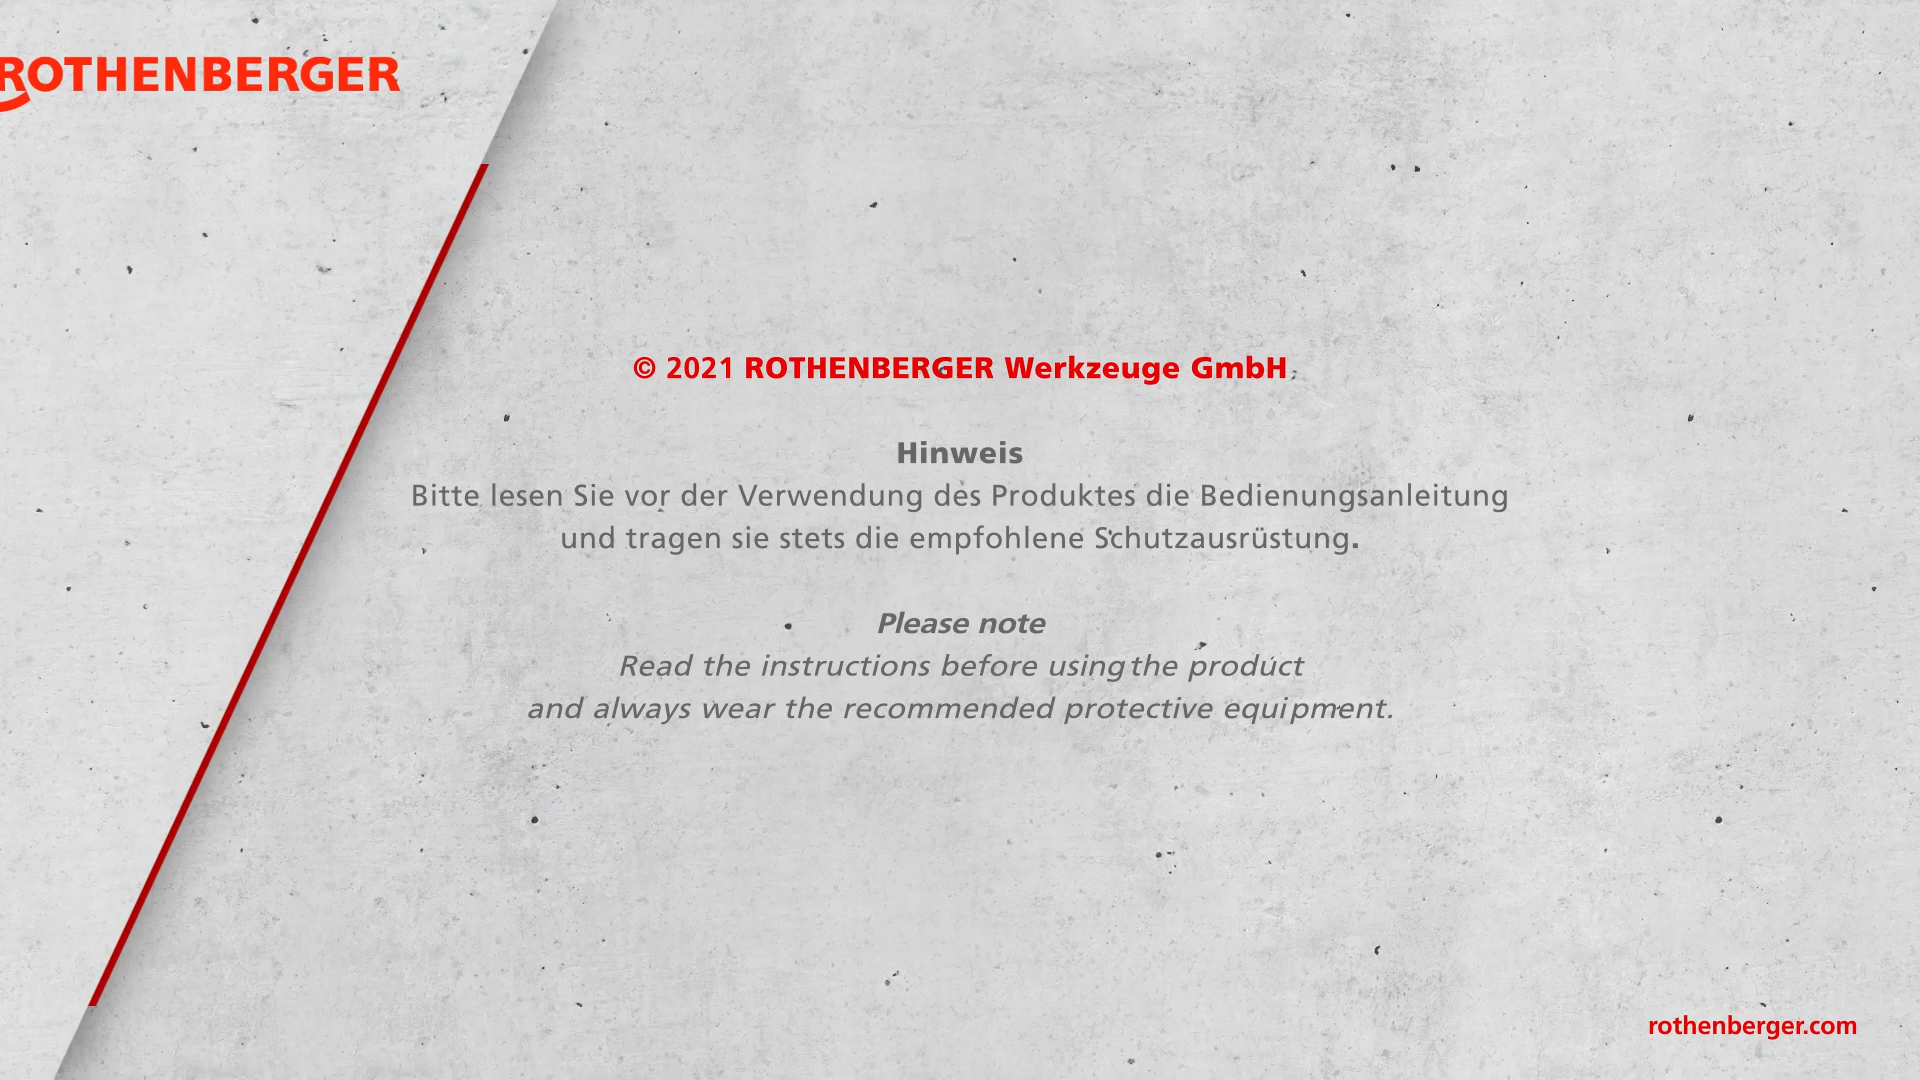 ROTHENBERGER
© 2021 ROTHENBERGER Werkzeuge GmbH
Hinweis
Bitte lesen Sie vor der Verwendung des Produktes die Bedienungsanleitung
und tragen sie stets die empfohlene Schutzausrüstung.
Please note
Read the instructions before using the product
and always wear the recommended protective equipment.
rothenberger.com